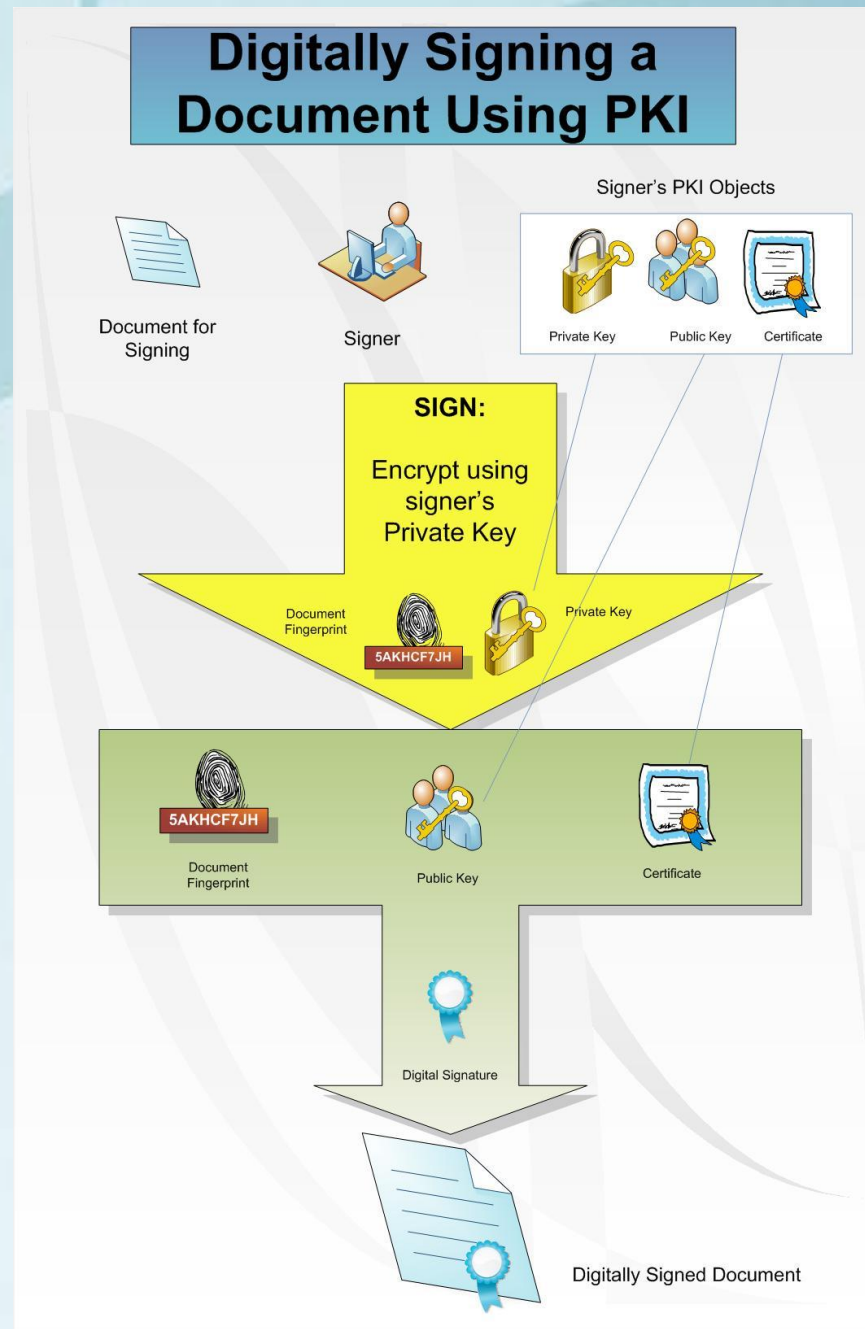 Digitally Signing a
Document Using PKI
Signer's PKI Objects
Document for
Signing
Signer
Private Key
Public Key
Certificate
SIGN:
Encrypt using
signer's
Private Key
Document
Fingerprint
5AKHCF7JH
Private Key
5AKHCF7JH
Document
Fingerprint
Public Key
Certificate
Digital Signature
Digitally Signed Document